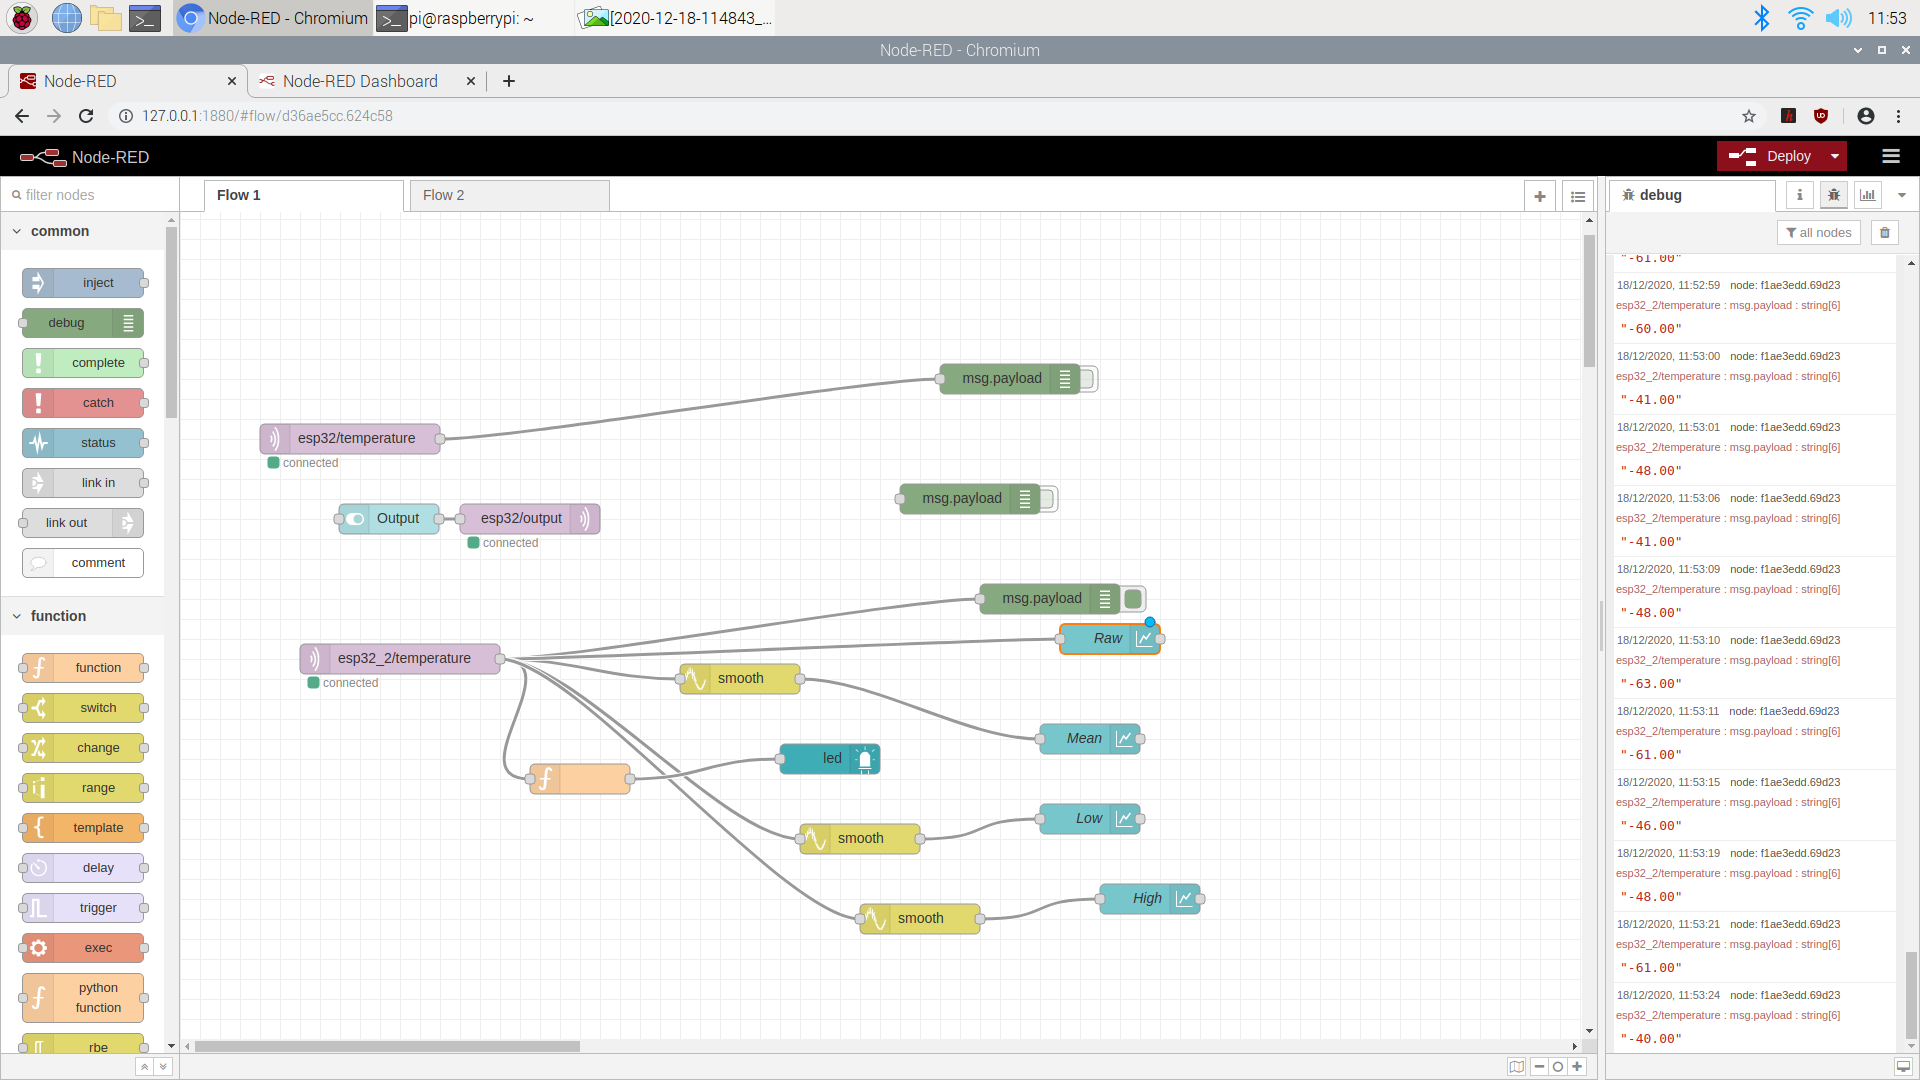 Node-RED - Chromium
pi@raspberrypi: ~
[2020-12-18-114843_...
11:53
Node-RED - Chromium
Node-RED
Node-RED Dashboard
127.0.0.1:1880/#flow/d36ae5cc.624c58
Node-RED
Deploy
filter nodes
Flow 1
Flow 2
debug
all nodes
common
inject
debug
complete
catch
status
link in
link out
comment
function
function
switch
change
range
template
delay
trigger
exec
python
function
rbe
msg.payload
esp32/temperature
connected
msg.payload
Output
esp32/output
connected
msg.payload
Raw
esp32_2/temperature
connected
smooth
Mean
led
Low
smooth
High
smooth
"-61.00"
18/12/2020, 11:52:59 node: f1ae3edd.69d23
esp32_2/temperature : msg.payload : string[6]
"-60.00"
18/12/2020, 11:53:00 node: f1ae3edd.69d23
esp32_2/temperature : msg.payload : string[6]
"-41.00"
18/12/2020, 11:53:01 node: f1ae3edd.69d23
esp32_2/temperature : msg.payload : string[6]
"-48.00"
18/12/2020, 11:53:06 node: f1ae3edd.69d23
esp32_2/temperature : msg.payload : string[6]
"-41.00"
18/12/2020, 11:53:09 node: f1ae3edd.69d23
esp32_2/temperature : msg.payload : string[6]
"-48.00"
18/12/2020, 11:53:10 node: f1ae3edd.69d23
esp32_2/temperature : msg.payload : string[6]
"-63.00"
18/12/2020, 11:53:11 node: f1ae3edd.69d23
esp32_2/temperature : msg.payload : string[6]
"-61.00"
18/12/2020, 11:53:15 node: f1ae3edd.69d23
esp32_2/temperature : msg.payload : string[6]
"-46.00"
18/12/2020, 11:53:19 node: f1ae3edd.69d23
esp32_2/temperature : msg.payload : string[6]
"-48.00"
18/12/2020, 11:53:21 node: f1ae3edd.69d23
esp32_2/temperature : msg.payload : string[6]
"-61.00"
18/12/2020, 11:53:24 node: f1ae3edd.69d23
esp32_2/temperature : msg.payload : string[6]
"-40.00"